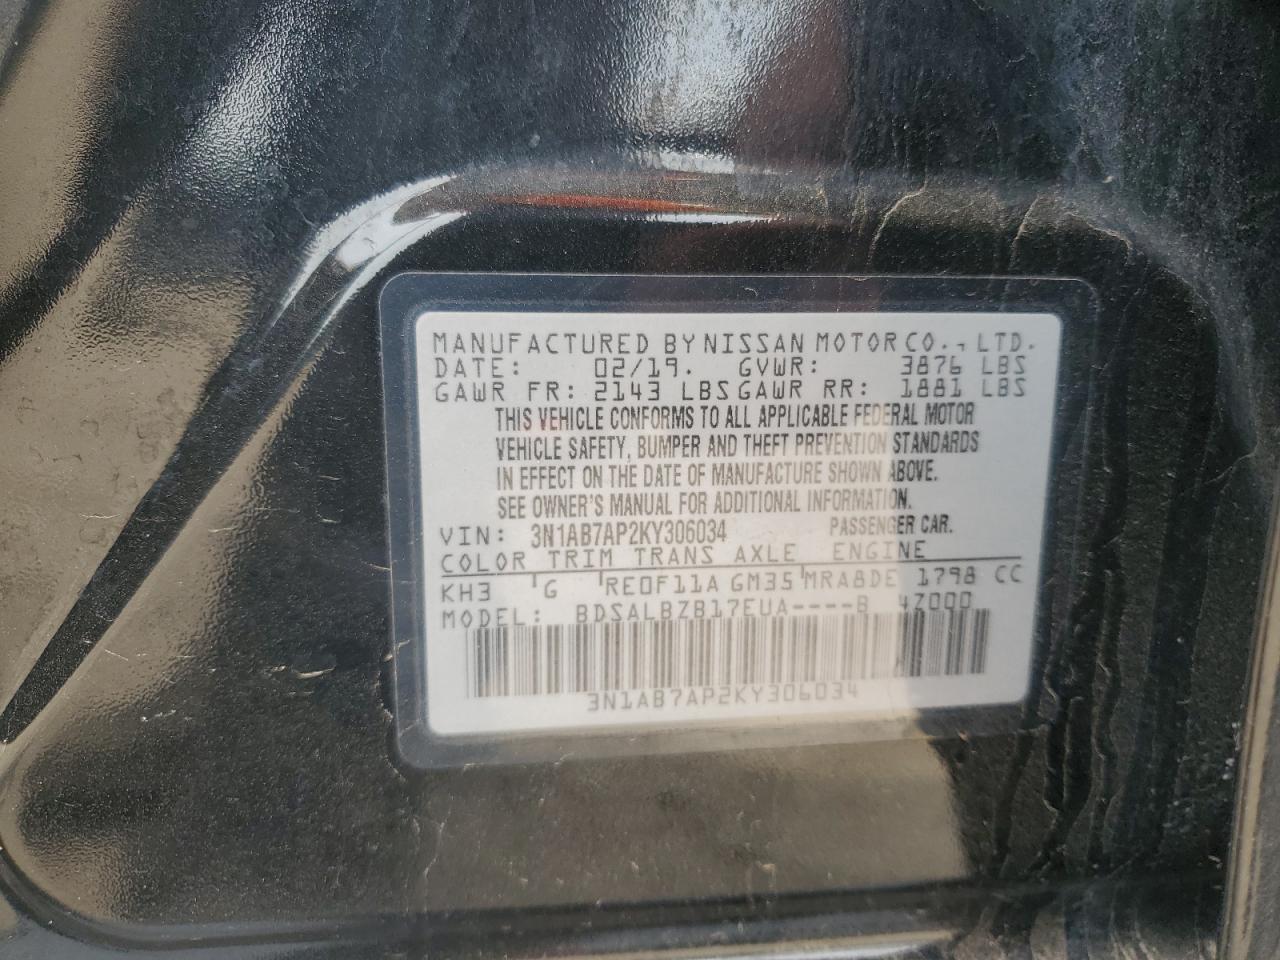 MANUFACTURED BY NISSAN MOTOR CO., LTD.
DATE: 02/19. GVWR: 3876 LBS
GAWR FR: 2143 LBS GAWR RR: 1881 LBS
THIS VEHICLE CONFORMS TO ALL APPLICABLE FEDERAL MOTOR
VEHICLE SAFETY, BUMPER AND THEFT PREVENTION STANDARDS
IN EFFECT ON THE DATE OF MANUFACTURE SHOWN ABOVE.
SEE OWNER'S MANUAL FOR ADDITIONAL INFORMATION.
VIN: 3N1AB7AP2KY306034 PASSENGER CAR.
COLOR TRIM TRANS AXLE ENGINE
KH3 G RE0F11A GM35 MRA8DE 1798 CC
MODEL: BDSALBZB17EUA----B 4Z000
3N1AB7AP2KY306034